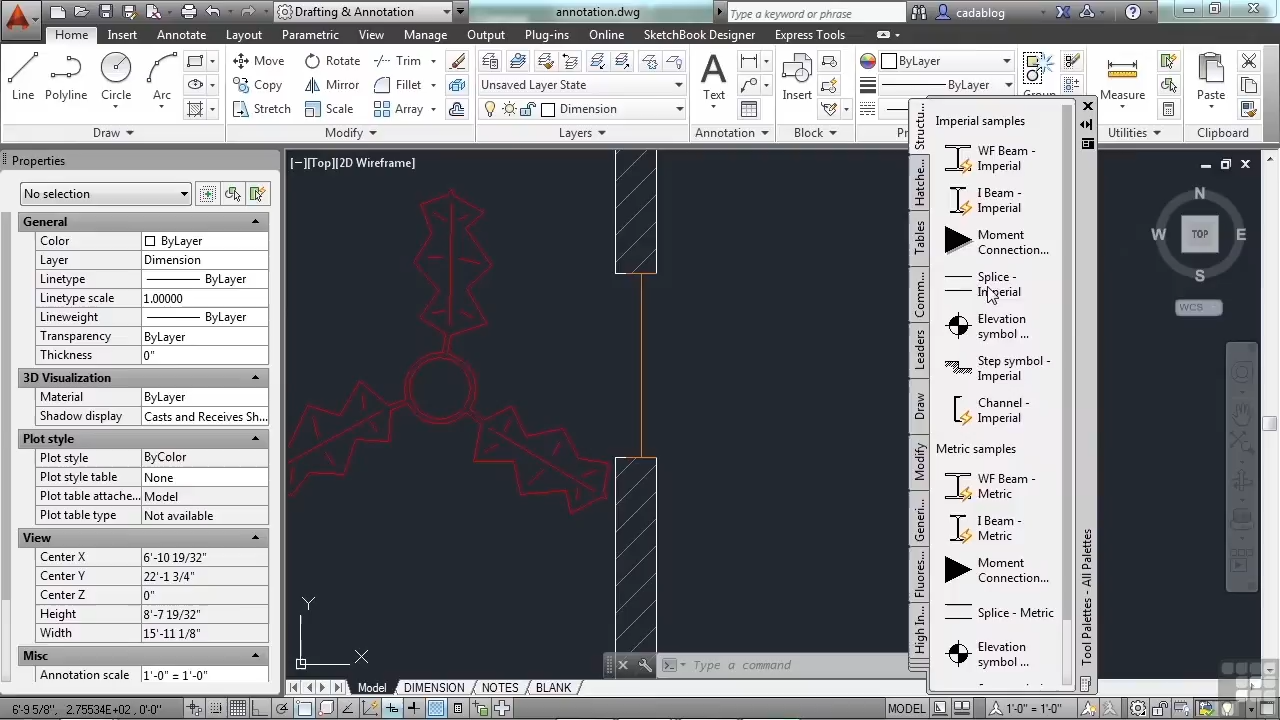 Drafting & Annotation
annotation.dwg
Type a keyword or phrase
cadablog
Home
Insert
Annotate
Layout
Parametric
View
Manage
Output
Plug-ins
Online
SketchBook Designer
Express Tools
Line
Polyline
Circle
Arc
Move
Rotate
Trim
Copy
Mirror
Fillet
Stretch
Scale
Array
Unsaved Layer State
Dimension
Text
Insert
ByLayer
ByLayer
Group
Measure
Paste
Draw
Modify
Layers
Annotation
Block
Utilities
Clipboard
Properties
No selection
General
Color ByLayer
Layer Dimension
Linetype ByLayer
Linetype scale 1.00000
Lineweight ByLayer
Transparency ByLayer
Thickness 0"
3D Visualization
Material ByLayer
Shadow display Casts and Receives Sh...
Plot style
Plot style ByColor
Plot style table None
Plot table attache... Model
Plot table type Not available
View
Center X 6'-10 19/32"
Center Y 22'-1 3/4"
Center Z 0"
Height 8'-7 19/32"
Width 15'-11 1/8"
Misc
Annotation scale 1'-0" = 1'-0"
[−][Top][2D Wireframe]
Y
X
Type a command
N
W
TOP
E
S
WCS
Structu...
Hatche...
Tables
Comm...
Leaders
Draw
Modify
Generi...
Fluores...
High In...
Imperial samples
WF Beam -
Imperial
I Beam -
Imperial
Moment
Connection...
Splice -
Imperial
Elevation
symbol ...
Step symbol -
Imperial
Channel -
Imperial
Metric samples
WF Beam -
Metric
I Beam -
Metric
Moment
Connection...
Splice - Metric
Elevation
symbol ...
Tool Palettes - All Palettes
Model
DIMENSION
NOTES
BLANK
6'-9 5/8", 2.75534E+02 , 0'-0"
MODEL
1'-0" = 1'-0"